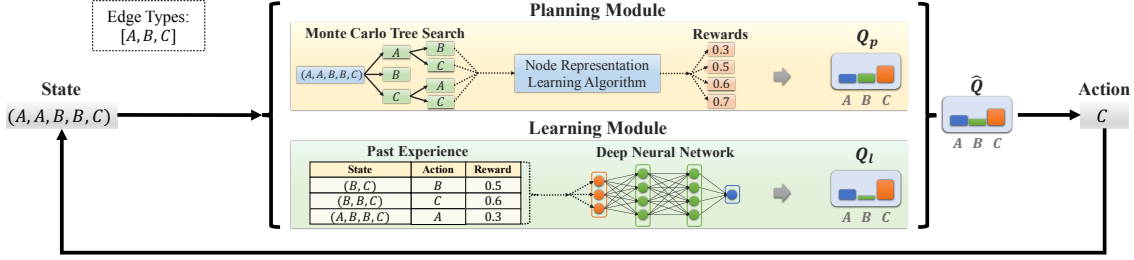 Edge Types:
[A, B, C]
State
(A, A, B, B, C)
Planning Module
Monte Carlo Tree Search
(A, A, B, B, C)
A
B
C
B
C
A
C
Node Representation
Learning Algorithm
Rewards
0.3
0.5
0.6
0.7
Q_p
A B C
Learning Module
Past Experience
State Action Reward
(B, C) B 0.5
(B, B, C) C 0.6
(A, B, B, C) A 0.3
Deep Neural Network
Q_l
A B C
Q̂
A B C
Action
C